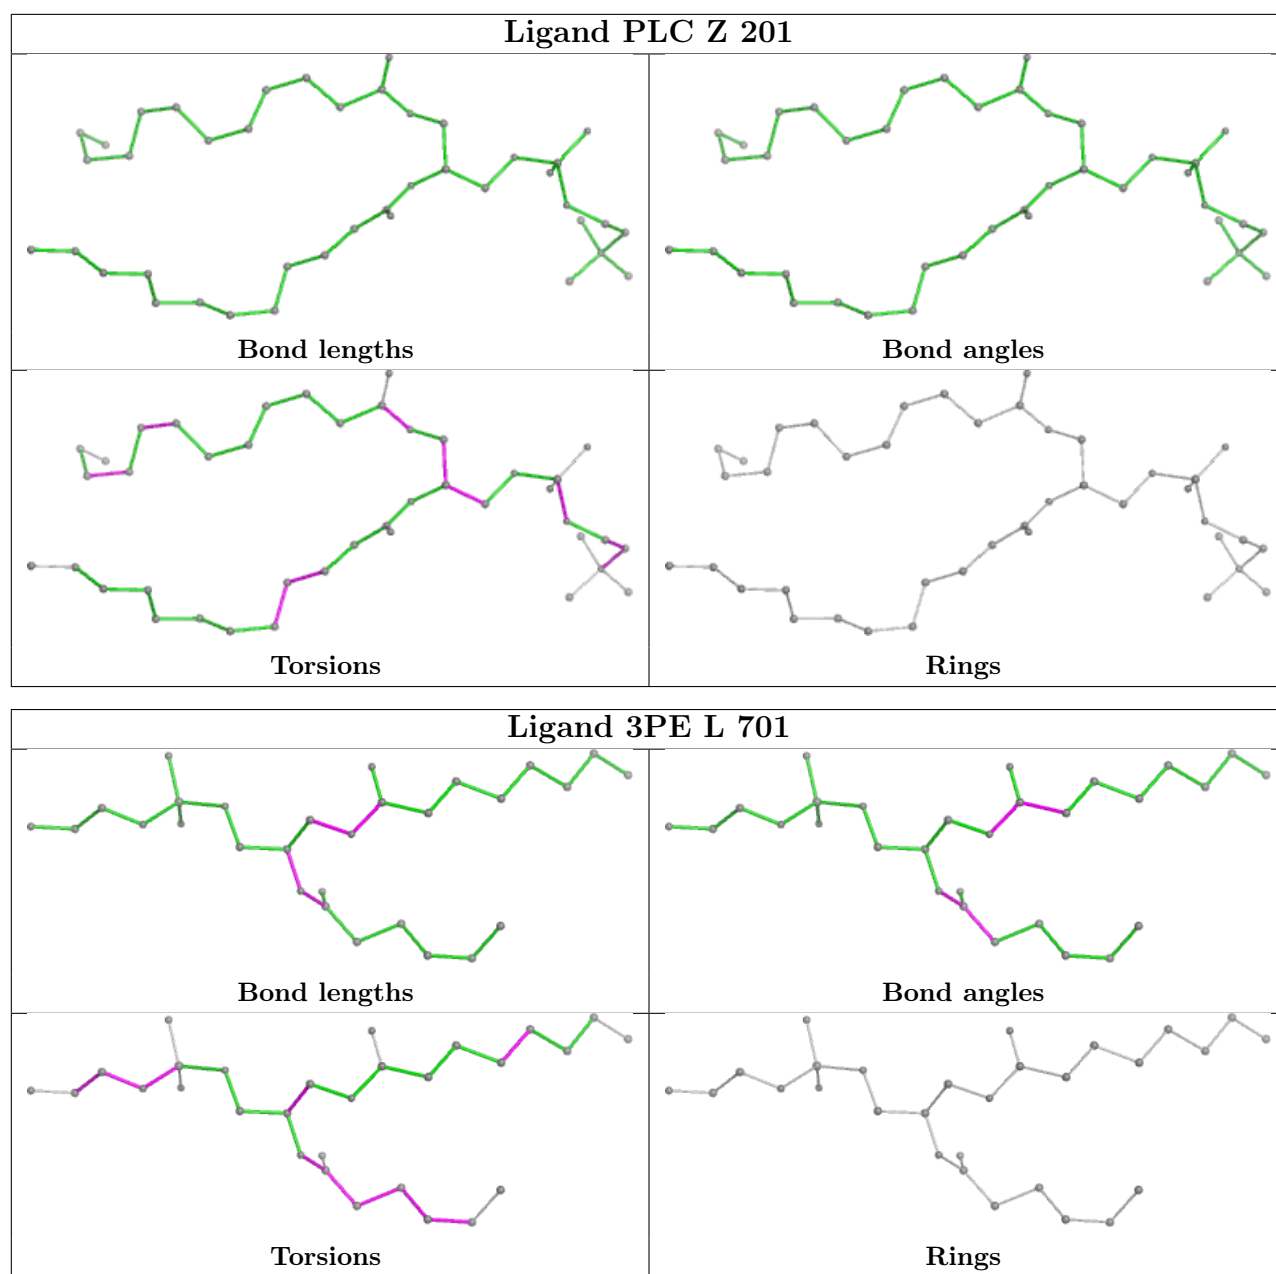 Ligand PLC Z 201
Bond lengths
Bond angles
Torsions
Rings
Ligand 3PE L 701
Bond lengths
Bond angles
Torsions
Rings